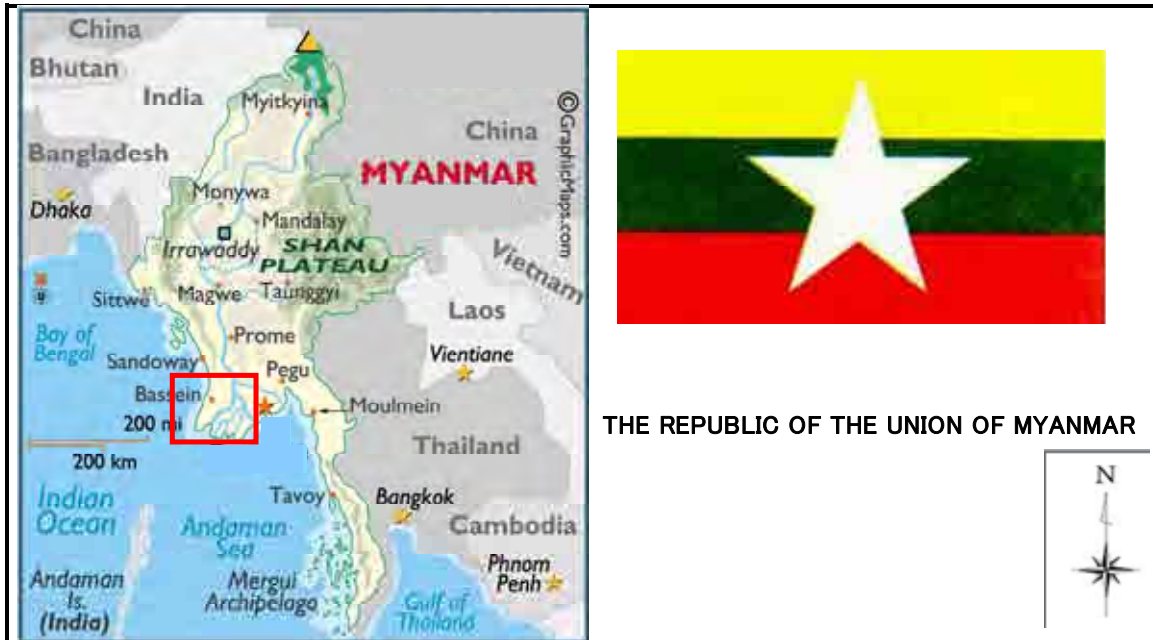 China
Bhutan
India
Myitkyina
©GraphicMaps.com
China
Bangladesh
MYANMAR
Dhaka
Monywa
Mandalay
Irrawaddy
SHAN
PLATEAU
Vietnam
Sittwe
Magwe
Taunggyi
Laos
Bay of
Bengal
Prome
Vientiane
Sandoway
Pegu
Bassein
Moulmein
200 mi
200 km
Thailand
Indian
Ocean
Tavoy
Bangkok
Andaman
Sea
Cambodia
Andaman
Is.
(India)
Mergui
Archipelago
Phnom
Penh
Gulf of
Thailand
THE REPUBLIC OF THE UNION OF MYANMAR
N